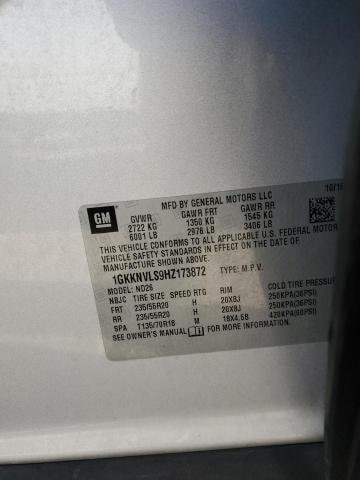 GM
MFD BY GENERAL MOTORS LLC
10/16
GVWR GAWR FRT GAWR RR
2722 KG 1350 KG 1545 KG
6001 LB 2976 LB 3406 LB
THIS VEHICLE CONFORMS TO ALL APPLICABLE U.S. FEDERAL MOTOR
VEHICLE SAFETY STANDARDS IN EFFECT ON THE DATE OF
MANUFACTURE SHOWN ABOVE.
1GKKNVLS9HZ173872 TYPE: M.P.V.
MODEL: ND26
NBJC TIRE SIZE SPEED RTG RIM COLD TIRE PRESSURE
FRT 235/55R20 H 20X8J 250KPA(36PSI)
RR 235/55R20 H 20X8J 250KPA(36PSI)
SPA T135/70R18 M 18X4.5B 420KPA(60PSI)
SEE OWNER'S MANUAL FOR MORE INFORMATION.